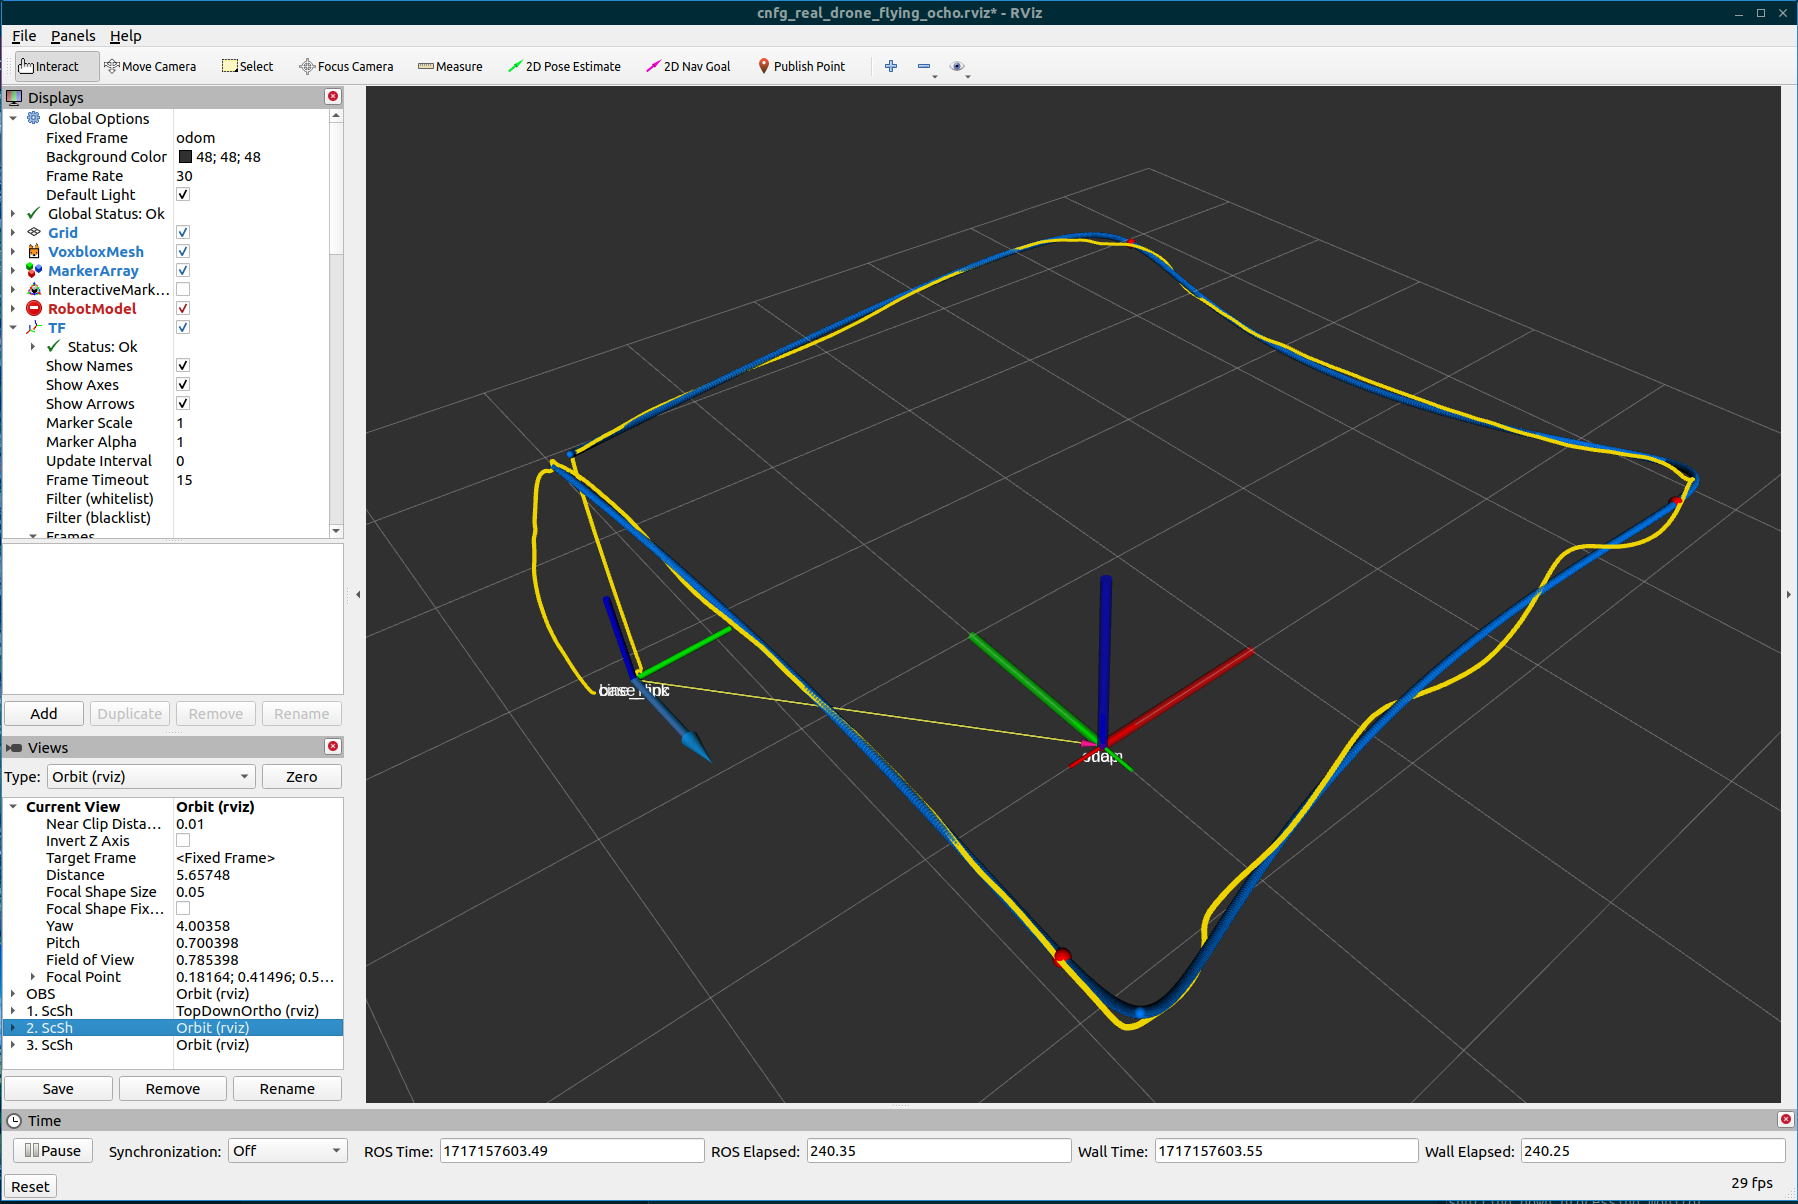 cnfg_real_drone_flying_ocho.rviz* - RViz
File Panels Help
Interact Move Camera Select Focus Camera Measure 2D Pose Estimate 2D Nav Goal Publish Point
Displays
Global Options
Fixed Frame odom
Background Color 48; 48; 48
Frame Rate 30
Default Light
Global Status: Ok
Grid
VoxbloxMesh
MarkerArray
InteractiveMark...
RobotModel
TF
Status: Ok
Show Names
Show Axes
Show Arrows
Marker Scale 1
Marker Alpha 1
Update Interval 0
Frame Timeout 15
Filter (whitelist)
Filter (blacklist)
Frames
Add Duplicate Remove Rename
Views
Type: Orbit (rviz) Zero
Current View Orbit (rviz)
Near Clip Dista... 0.01
Invert Z Axis
Target Frame <Fixed Frame>
Distance 5.65748
Focal Shape Size 0.05
Focal Shape Fix...
Yaw 4.00358
Pitch 0.700398
Field of View 0.785398
Focal Point 0.18164; 0.41496; 0.5...
OBS Orbit (rviz)
1. ScSh TopDownOrtho (rviz)
2. ScSh Orbit (rviz)
3. ScSh Orbit (rviz)
Save Remove Rename
Time
Pause Synchronization: Off ROS Time: 1717157603.49 ROS Elapsed: 240.35 Wall Time: 1717157603.55 Wall Elapsed: 240.25
Reset 29 fps